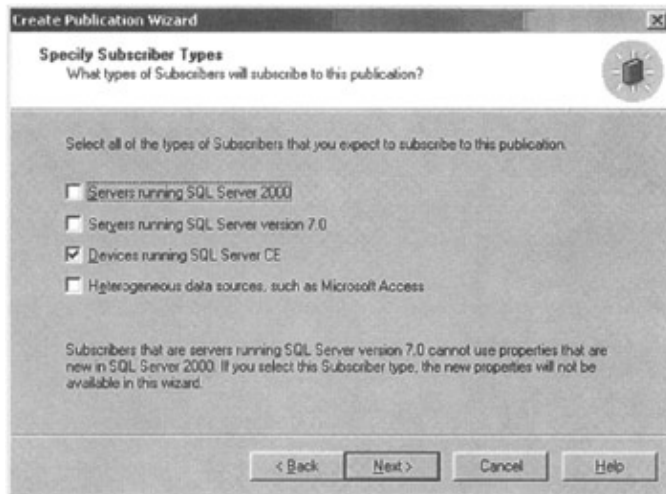 Create Publication Wizard
Specify Subscriber Types
What types of Subscribers will subscribe to this publication?
Select all of the types of Subscribers that you expect to subscribe to this publication.
Servers running SQL Server 2000
Servers running SQL Server version 7.0
Devices running SQL Server CE
Heterogeneous data sources, such as Microsoft Access
Subscribers that are servers running SQL Server version 7.0 cannot use properties that are
new in SQL Server 2000. If you select this Subscriber type, the new properties will not be
available in this wizard.
< Back Next > Cancel Help